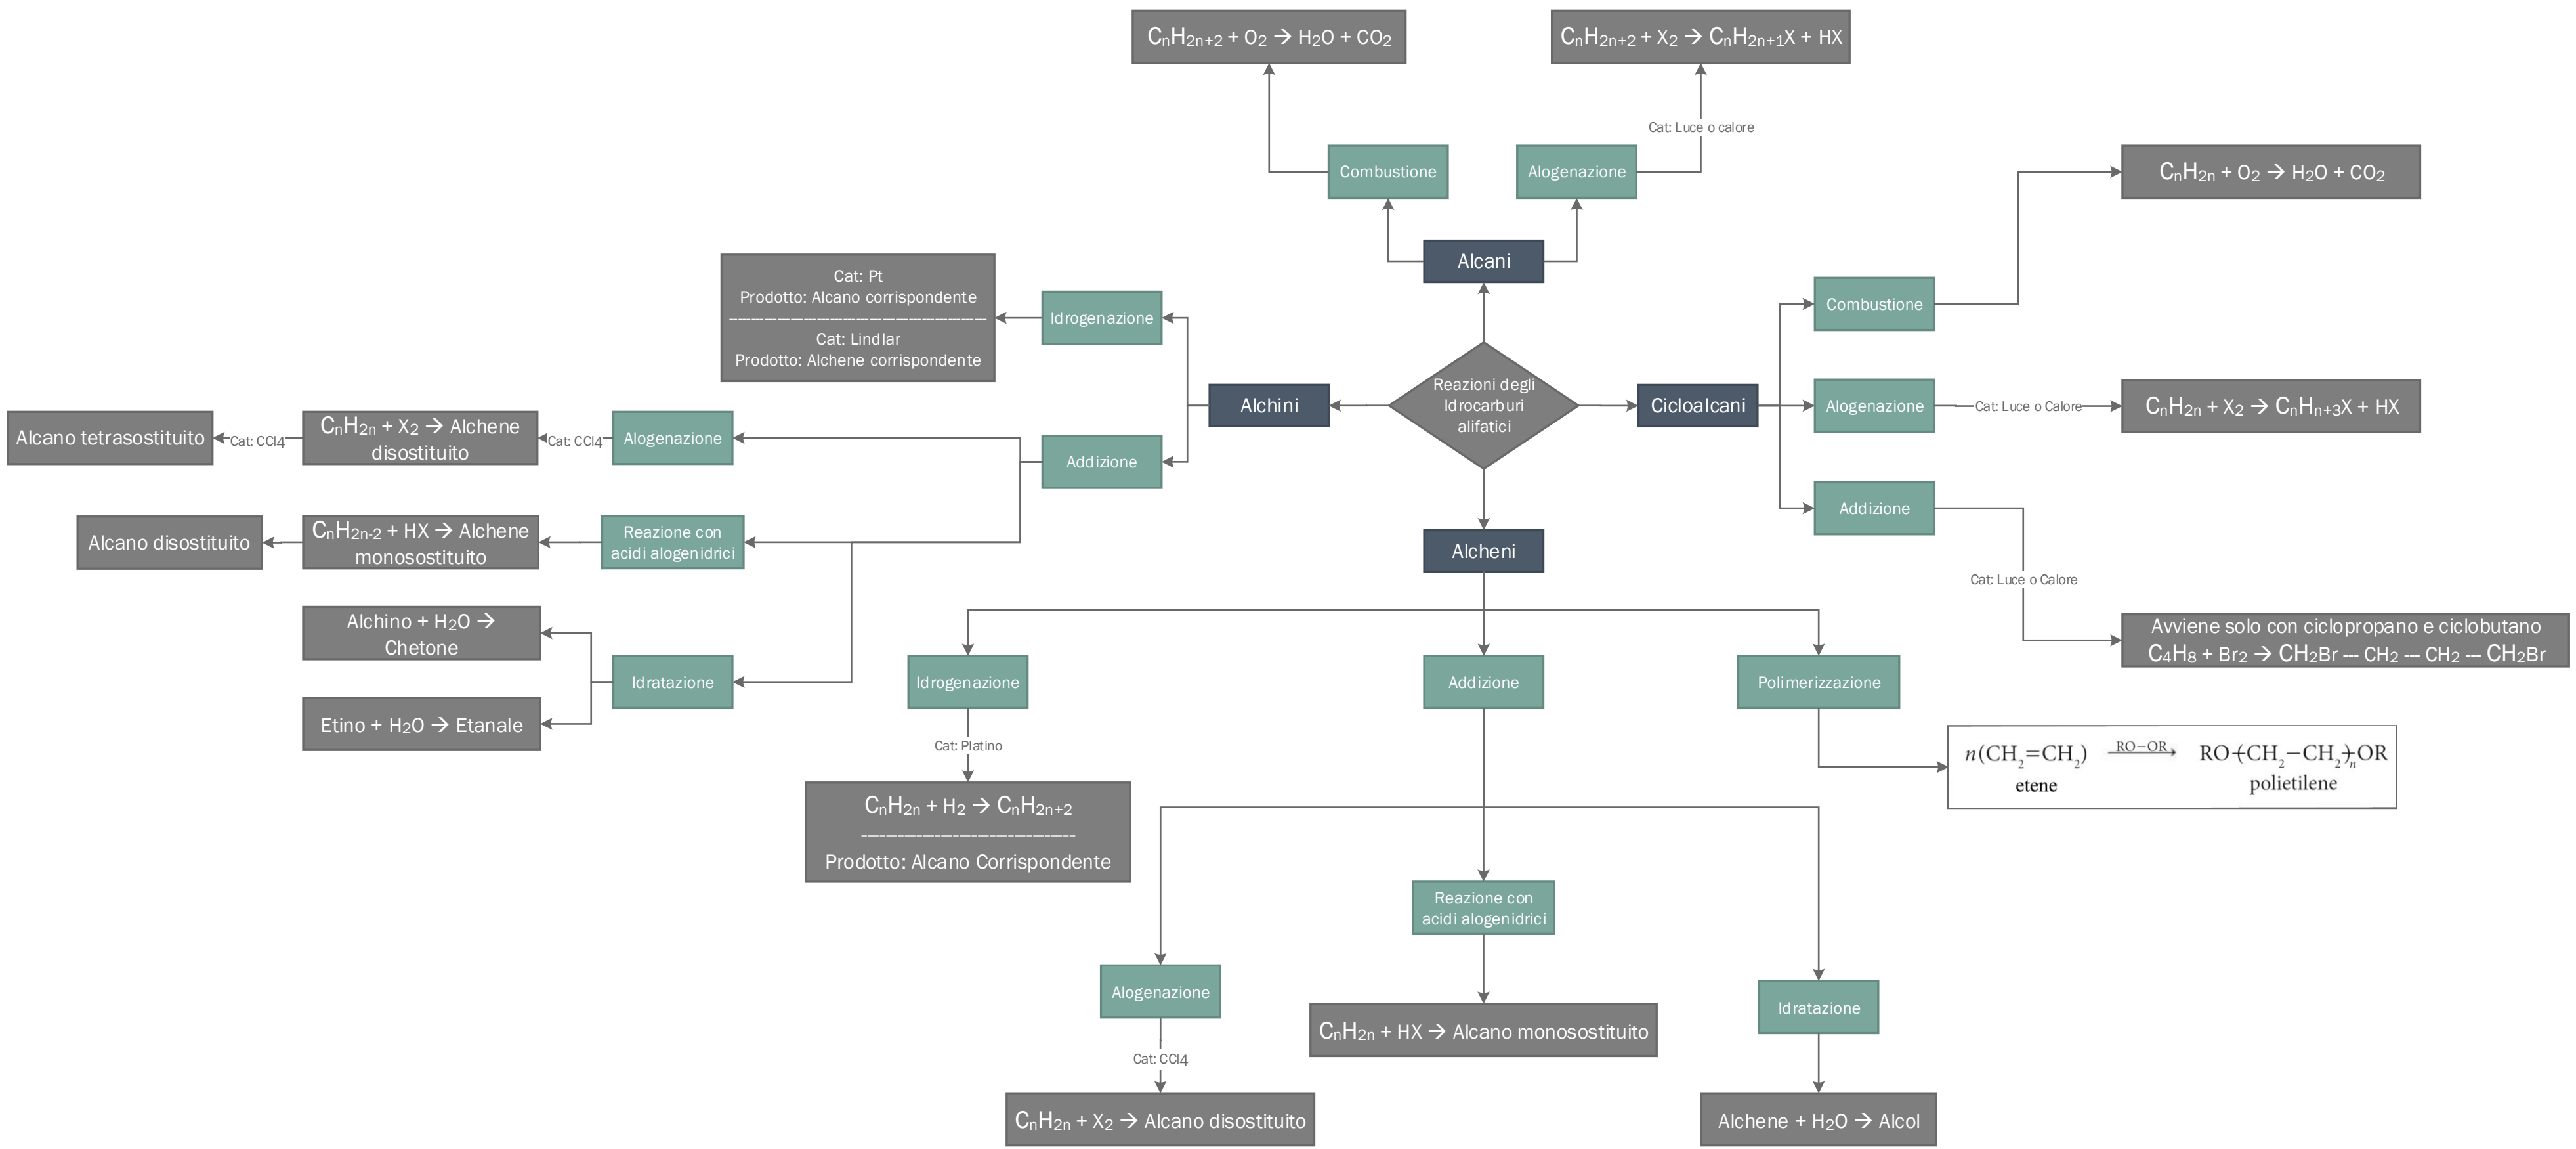 CnH2n+2 + O2 → H2O + CO2
CnH2n+2 + X2 → CnH2n+1X + HX
Cat: Luce o calore
Combustione
Alogenazione
Alcani
CnH2n + O2 → H2O + CO2
Combustione
Cat: Pt
Prodotto: Alcano corrispondente
----------------------------------------
Cat: Lindlar
Prodotto: Alchene corrispondente
Idrogenazione
Reazioni degli
Idrocarburi
alifatici
Alchini
Cicloalcani
Alogenazione
Cat: Luce o Calore
CnH2n + X2 → CnHn+3X + HX
Alcano tetrasostituito
Cat: CCl4
CnH2n + X2 → Alchene
disostituito
Cat: CCl4
Alogenazione
Addizione
Addizione
Cat: Luce o Calore
Avviene solo con ciclopropano e ciclobutano
C4H8 + Br2 → CH2Br --- CH2 --- CH2 --- CH2Br
Alcano disostituito
CnH2n-2 + HX → Alchene
monosostituito
Reazione con
acidi alogenidrici
Alcheni
Alchino + H2O →
Chetone
Etino + H2O → Etanale
Idratazione
Idrogenazione
Addizione
Polimerizzazione
Cat: Platino
CnH2n + H2 → CnH2n+2
----------------------------------
Prodotto: Alcano Corrispondente
n(CH2=CH2) RO−OR → RO-(CH2−CH2)-nOR
etene
polietilene
Reazione con
acidi alogenidrici
CnH2n + HX → Alcano monosostituito
Alogenazione
Cat: CCl4
CnH2n + X2 → Alcano disostituito
Idratazione
Alchene + H2O → Alcol